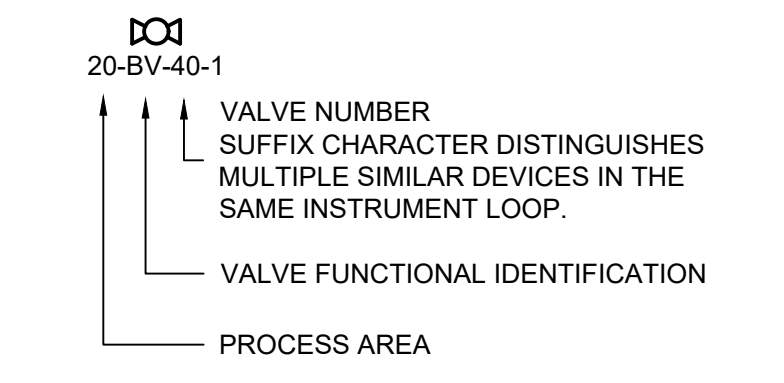 20-BV-40-1
VALVE NUMBER
SUFFIX CHARACTER DISTINGUISHES
MULTIPLE SIMILAR DEVICES IN THE
SAME INSTRUMENT LOOP.
VALVE FUNCTIONAL IDENTIFICATION
PROCESS AREA